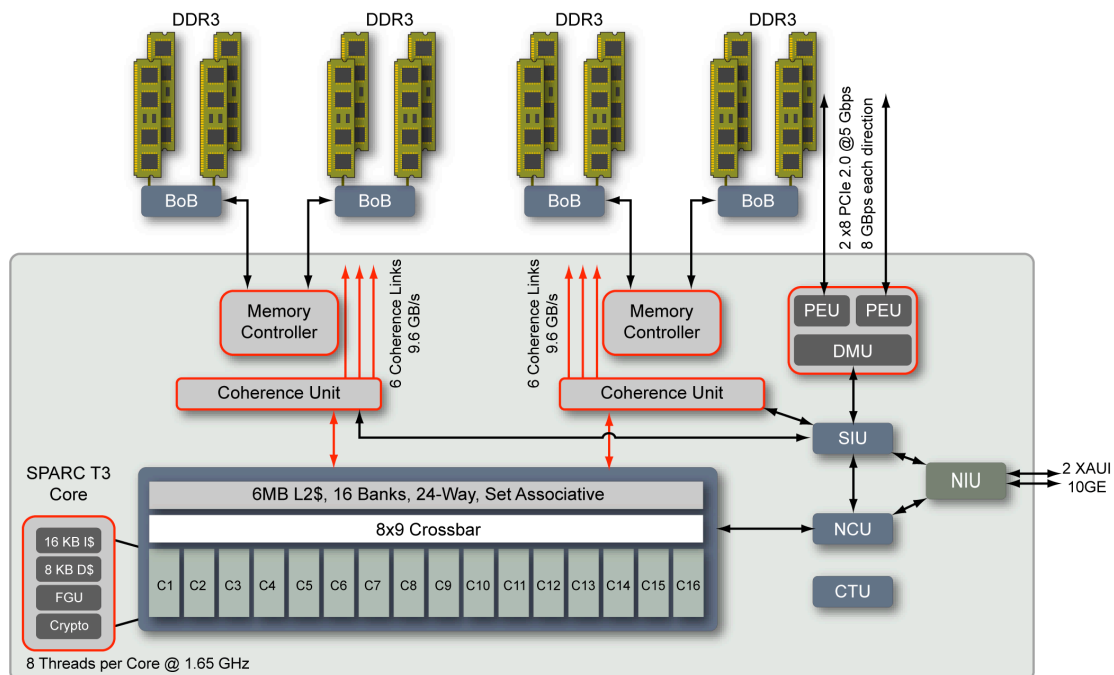 DDR3
DDR3
DDR3
DDR3
BoB
BoB
BoB
BoB
2 x8 PCIe 2.0 @5 Gbps
8 GBps each direction
Memory
Controller
6 Coherence Links
9.6 GB/s
6 Coherence Links
9.6 GB/s
Memory
Controller
PEU
PEU
DMU
Coherence Unit
Coherence Unit
SIU
SPARC T3
Core
6MB L2$, 16 Banks, 24-Way, Set Associative
NIU
2 XAUI
10GE
8x9 Crossbar
NCU
16 KB I$
8 KB D$
FGU
Crypto
C1
C2
C3
C4
C5
C6
C7
C8
C9
C10
C11
C12
C13
C14
C15
C16
CTU
8 Threads per Core @ 1.65 GHz